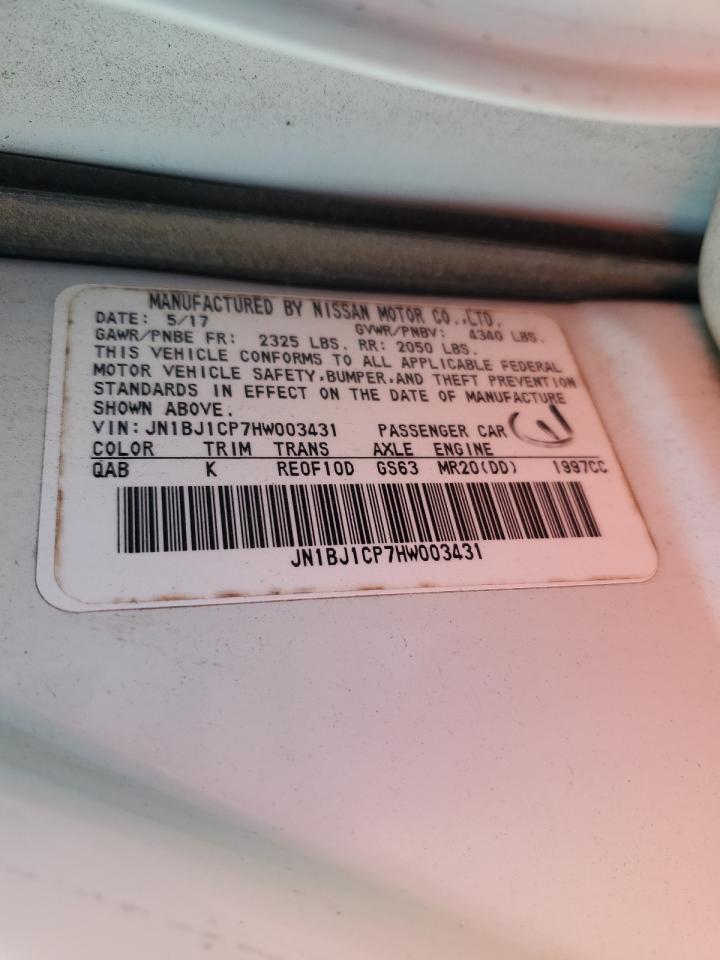 MANUFACTURED BY NISSAN MOTOR CO.,LTD.
DATE: 5/17 GVWR/PNBV: 4340 LBS.
GAWR/PNBE FR: 2325 LBS. RR: 2050 LBS.
THIS VEHICLE CONFORMS TO ALL APPLICABLE FEDERAL
MOTOR VEHICLE SAFETY,BUMPER,AND THEFT PREVENTION
STANDARDS IN EFFECT ON THE DATE OF MANUFACTURE
SHOWN ABOVE.
VIN: JN1BJ1CP7HW003431 PASSENGER CAR
COLOR TRIM TRANS AXLE ENGINE
QAB K RE0F10D GS63 MR20(DD) 1997CC
JN1BJ1CP7HW003431